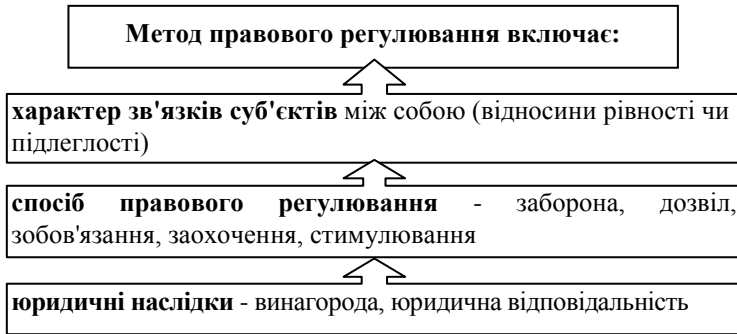 Метод правового регулювання включає:
характер зв'язків суб'єктів між собою (відносини рівності чи
підлеглості)
спосіб правового регулювання - заборона, дозвіл,
зобов'язання, заохочення, стимулювання
юридичні наслідки - винагорода, юридична відповідальність